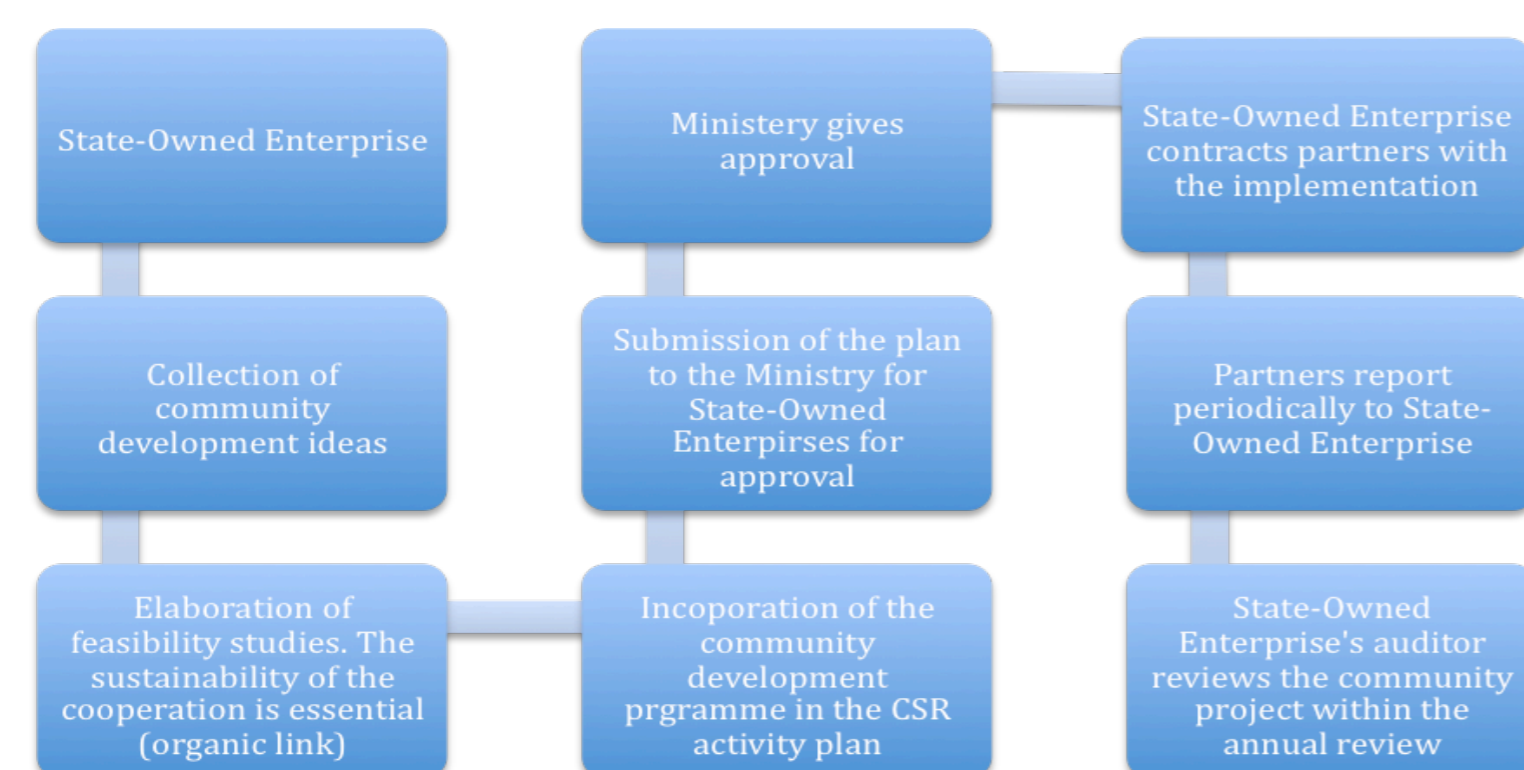 State-Owned Enterprise
Collection of
community
development ideas
Elaboration of
feasibility studies. The
sustainability of the
cooperation is essential
(organic link)
Incoporation of the
community
development
prgramme in the CSR
activity plan
Submission of the plan
to the Ministry for
State-Owned
Enterpirses for
approval
Ministery gives
approval
State-Owned Enterprise
contracts partners with
the implementation
Partners report
periodically to State-
Owned Enterprise
State-Owned
Enterprise's auditor
reviews the community
project within the
annual review